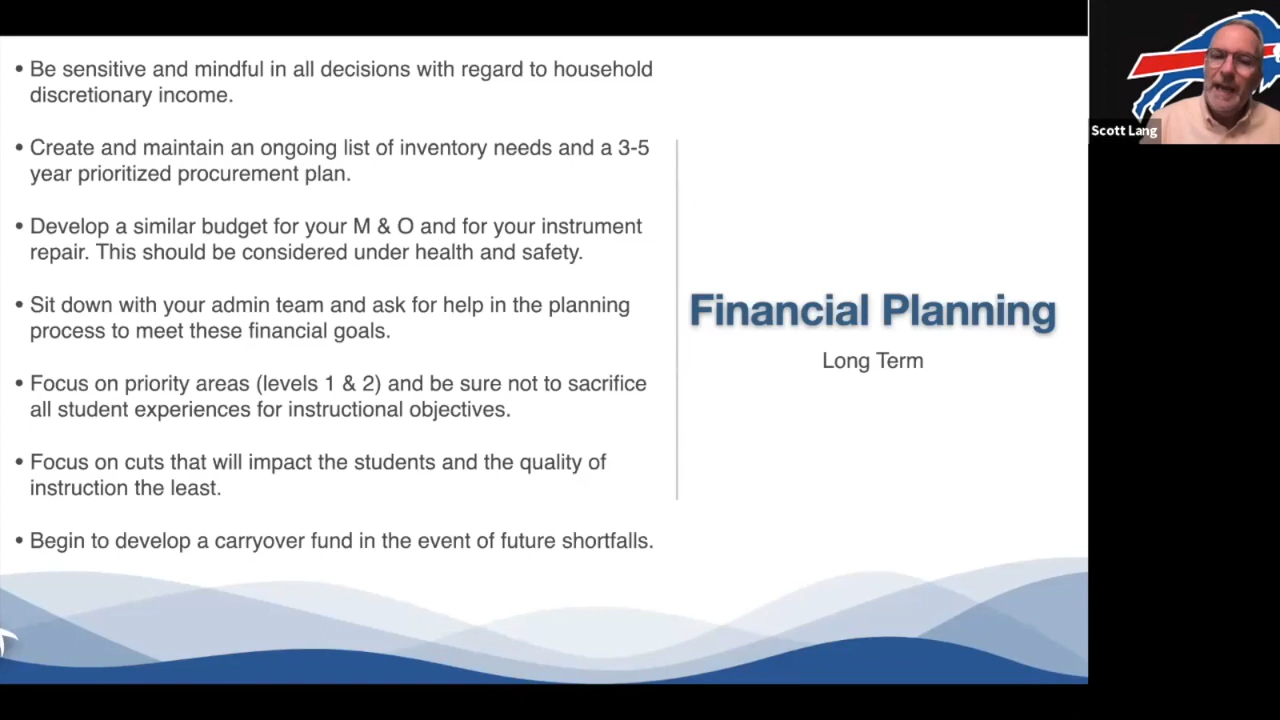 • Be sensitive and mindful in all decisions with regard to household
discretionary income.
• Create and maintain an ongoing list of inventory needs and a 3-5
year prioritized procurement plan.
• Develop a similar budget for your M & O and for your instrument
repair. This should be considered under health and safety.
• Sit down with your admin team and ask for help in the planning
process to meet these financial goals.
• Focus on priority areas (levels 1 & 2) and be sure not to sacrifice
all student experiences for instructional objectives.
• Focus on cuts that will impact the students and the quality of
instruction the least.
• Begin to develop a carryover fund in the event of future shortfalls.
Financial Planning
Long Term
Scott Lang